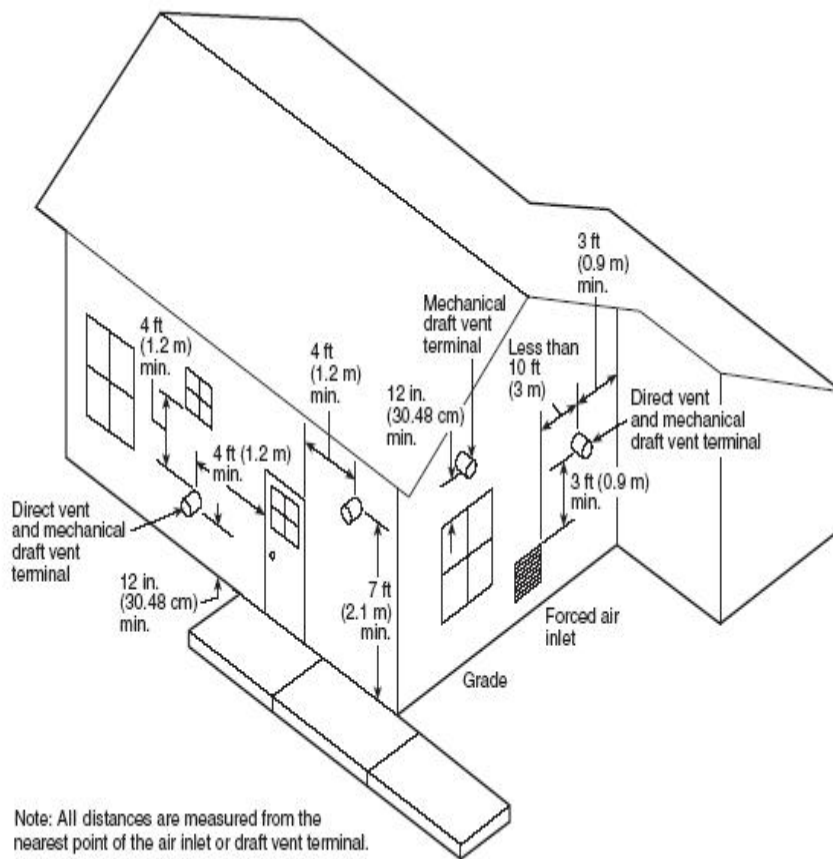 3 ft
(0.9 m)
min.
Mechanical
draft vent
terminal
4 ft
(1.2 m)
min.
4 ft
(1.2 m)
min.
Less than
10 ft
(3 m)
12 in.
(30.48 cm)
min.
Direct vent
and mechanical
draft vent terminal
4 ft (1.2 m)
min.
3 ft (0.9 m)
min.
Direct vent
and mechanical
draft vent
terminal
12 in.
(30.48 cm)
min.
7 ft
(2.1 m)
min.
Forced air
inlet
Grade
Note: All distances are measured from the
nearest point of the air inlet or draft vent terminal.